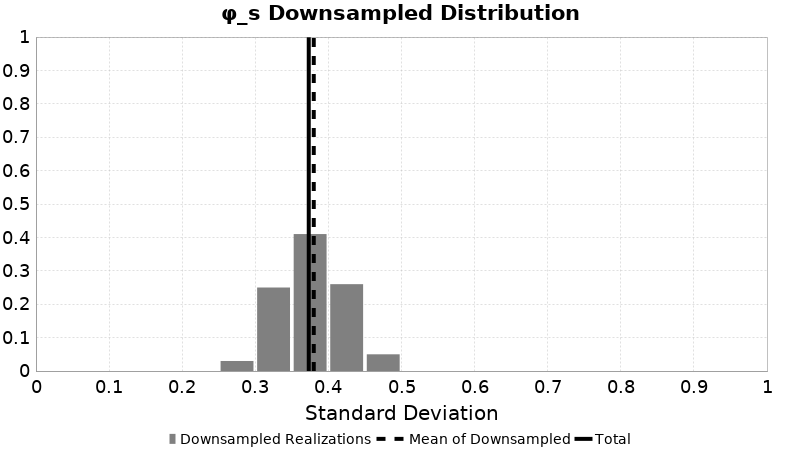 φ_s Downsampled Distribution
1
0.9
0.8
0.7
0.6
0.5
0.4
0.3
0.2
0.1
0
0 0.1 0.2 0.3 0.4 0.5 0.6 0.7 0.8 0.9 1
Standard Deviation
Downsampled Realizations Mean of Downsampled Total